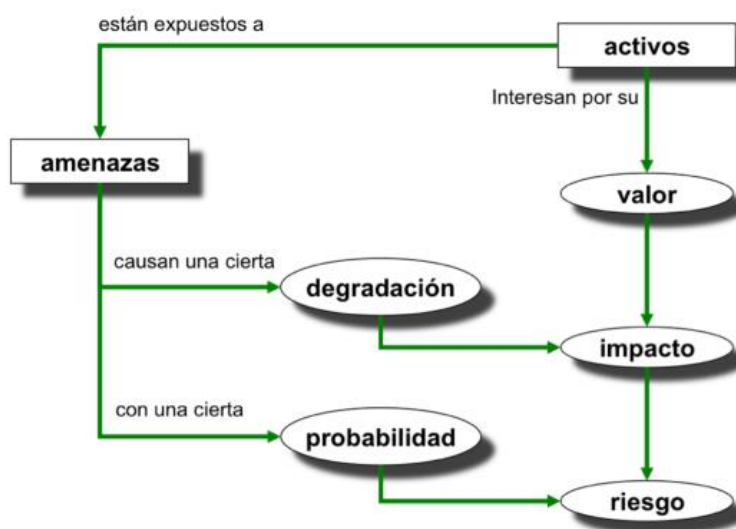 están expuestos a
activos
Interesan por su
amenazas
valor
causan una cierta
degradación
impacto
con una cierta
probabilidad
riesgo